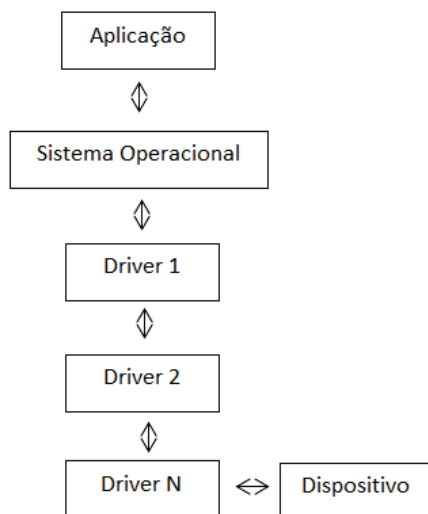 Aplicação
Sistema Operacional
Driver 1
Driver 2
Driver N
Dispositivo